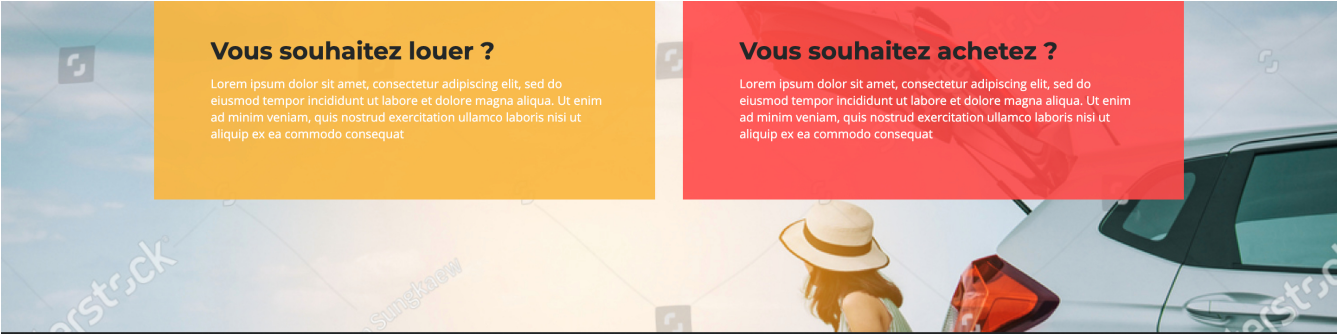 Vous souhaitez louer ?
Lorem ipsum dolor sit amet, consectetur adipiscing elit, sed do
eiusmod tempor incididunt ut labore et dolore magna aliqua. Ut enim
ad minim veniam, quis nostrud exercitation ullamco laboris nisi ut
aliquip ex ea commodo consequat
Vous souhaitez achetez ?
Lorem ipsum dolor sit amet, consectetur adipiscing elit, sed do
eiusmod tempor incididunt ut labore et dolore magna aliqua. Ut enim
ad minim veniam, quis nostrud exercitation ullamco laboris nisi ut
aliquip ex ea commodo consequat